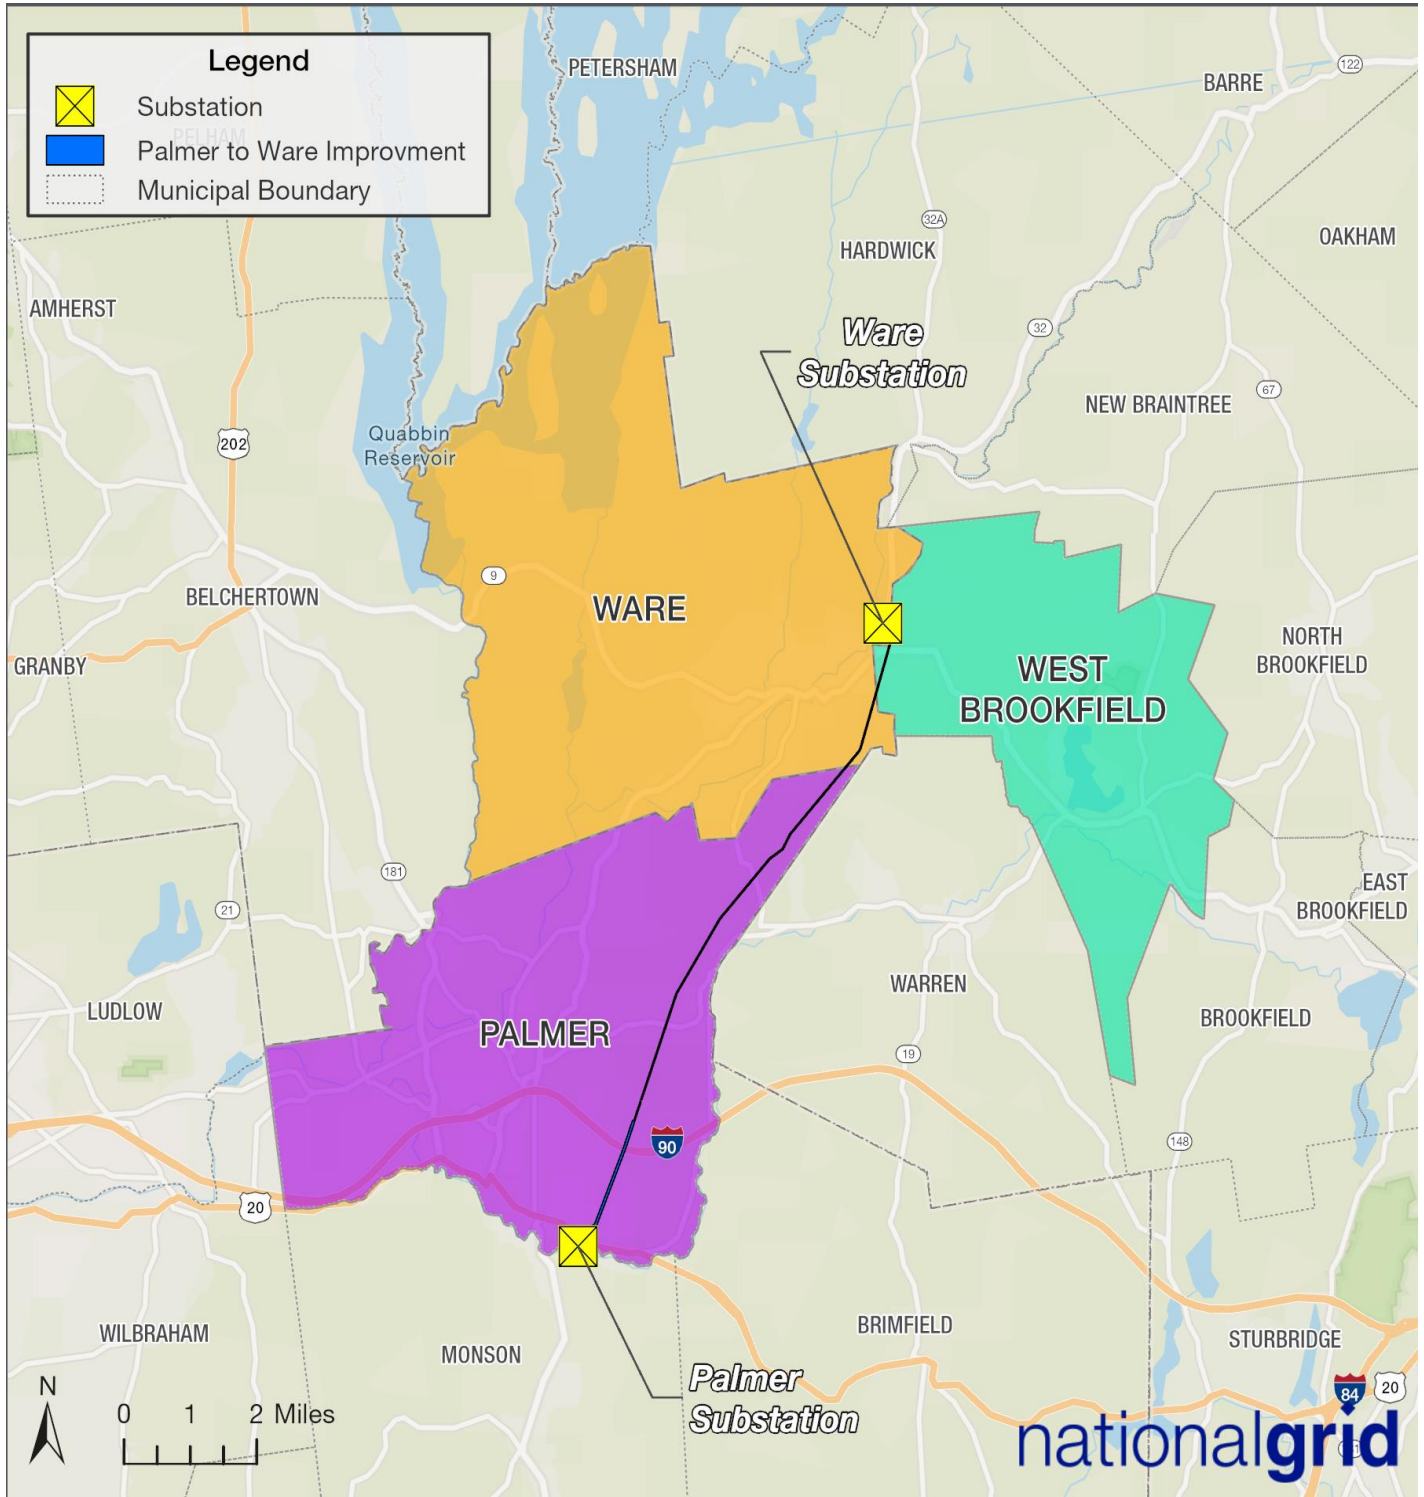 Legend
Substation
PELHAM
Palmer to Ware Improvment
Municipal Boundary
PETERSHAM
BARRE
122
32A
HARDWICK
OAKHAM
AMHERST
Ware
Substation
32
67
NEW BRAINTREE
202
Quabbin
Reservoir
9
BELCHERTOWN
WARE
GRANBY
NORTH
BROOKFIELD
WEST
BROOKFIELD
181
21
EAST
BROOKFIELD
LUDLOW
WARREN
BROOKFIELD
PALMER
19
90
148
20
WILBRAHAM
MONSON
BRIMFIELD
STURBRIDGE
Palmer
Substation
N
0 1 2 Miles
84
20
nationalgrid